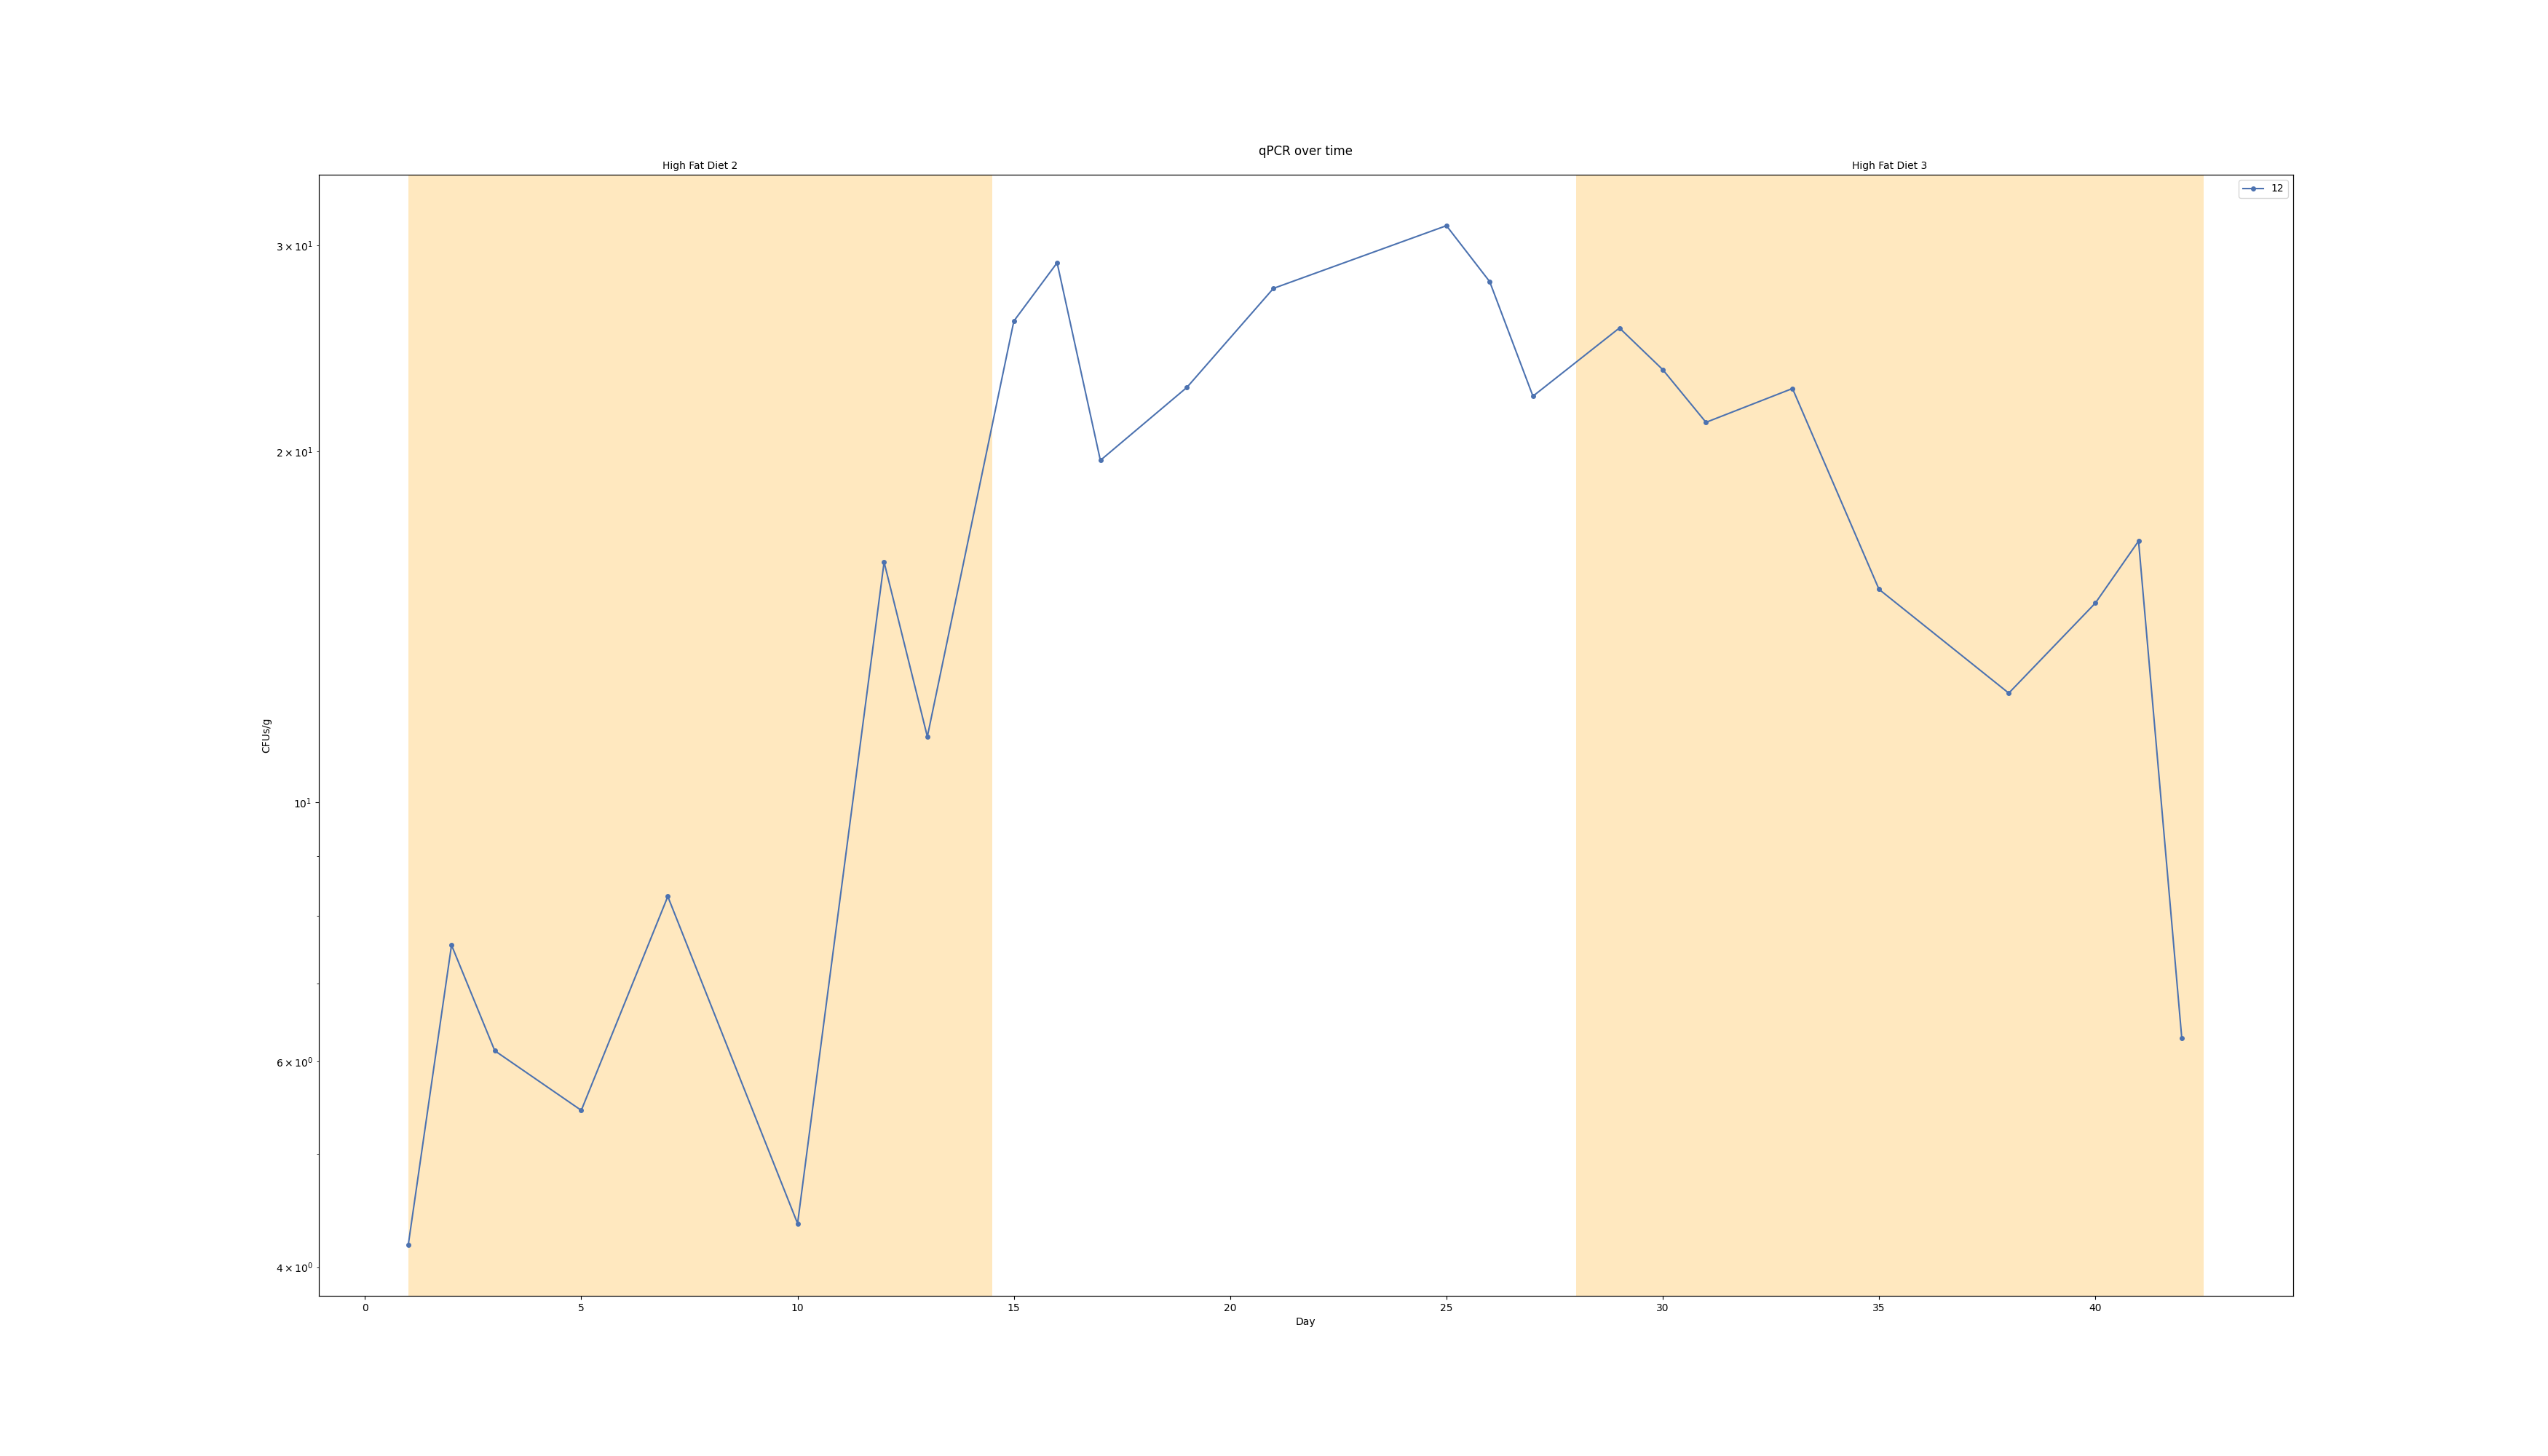 qPCR over time
High Fat Diet 2
High Fat Diet 3
12
3 × 10¹
2 × 10¹
10¹
6 × 10⁰
4 × 10⁰
CFUs/g
0 5 10 15 20 25 30 35 40
Day